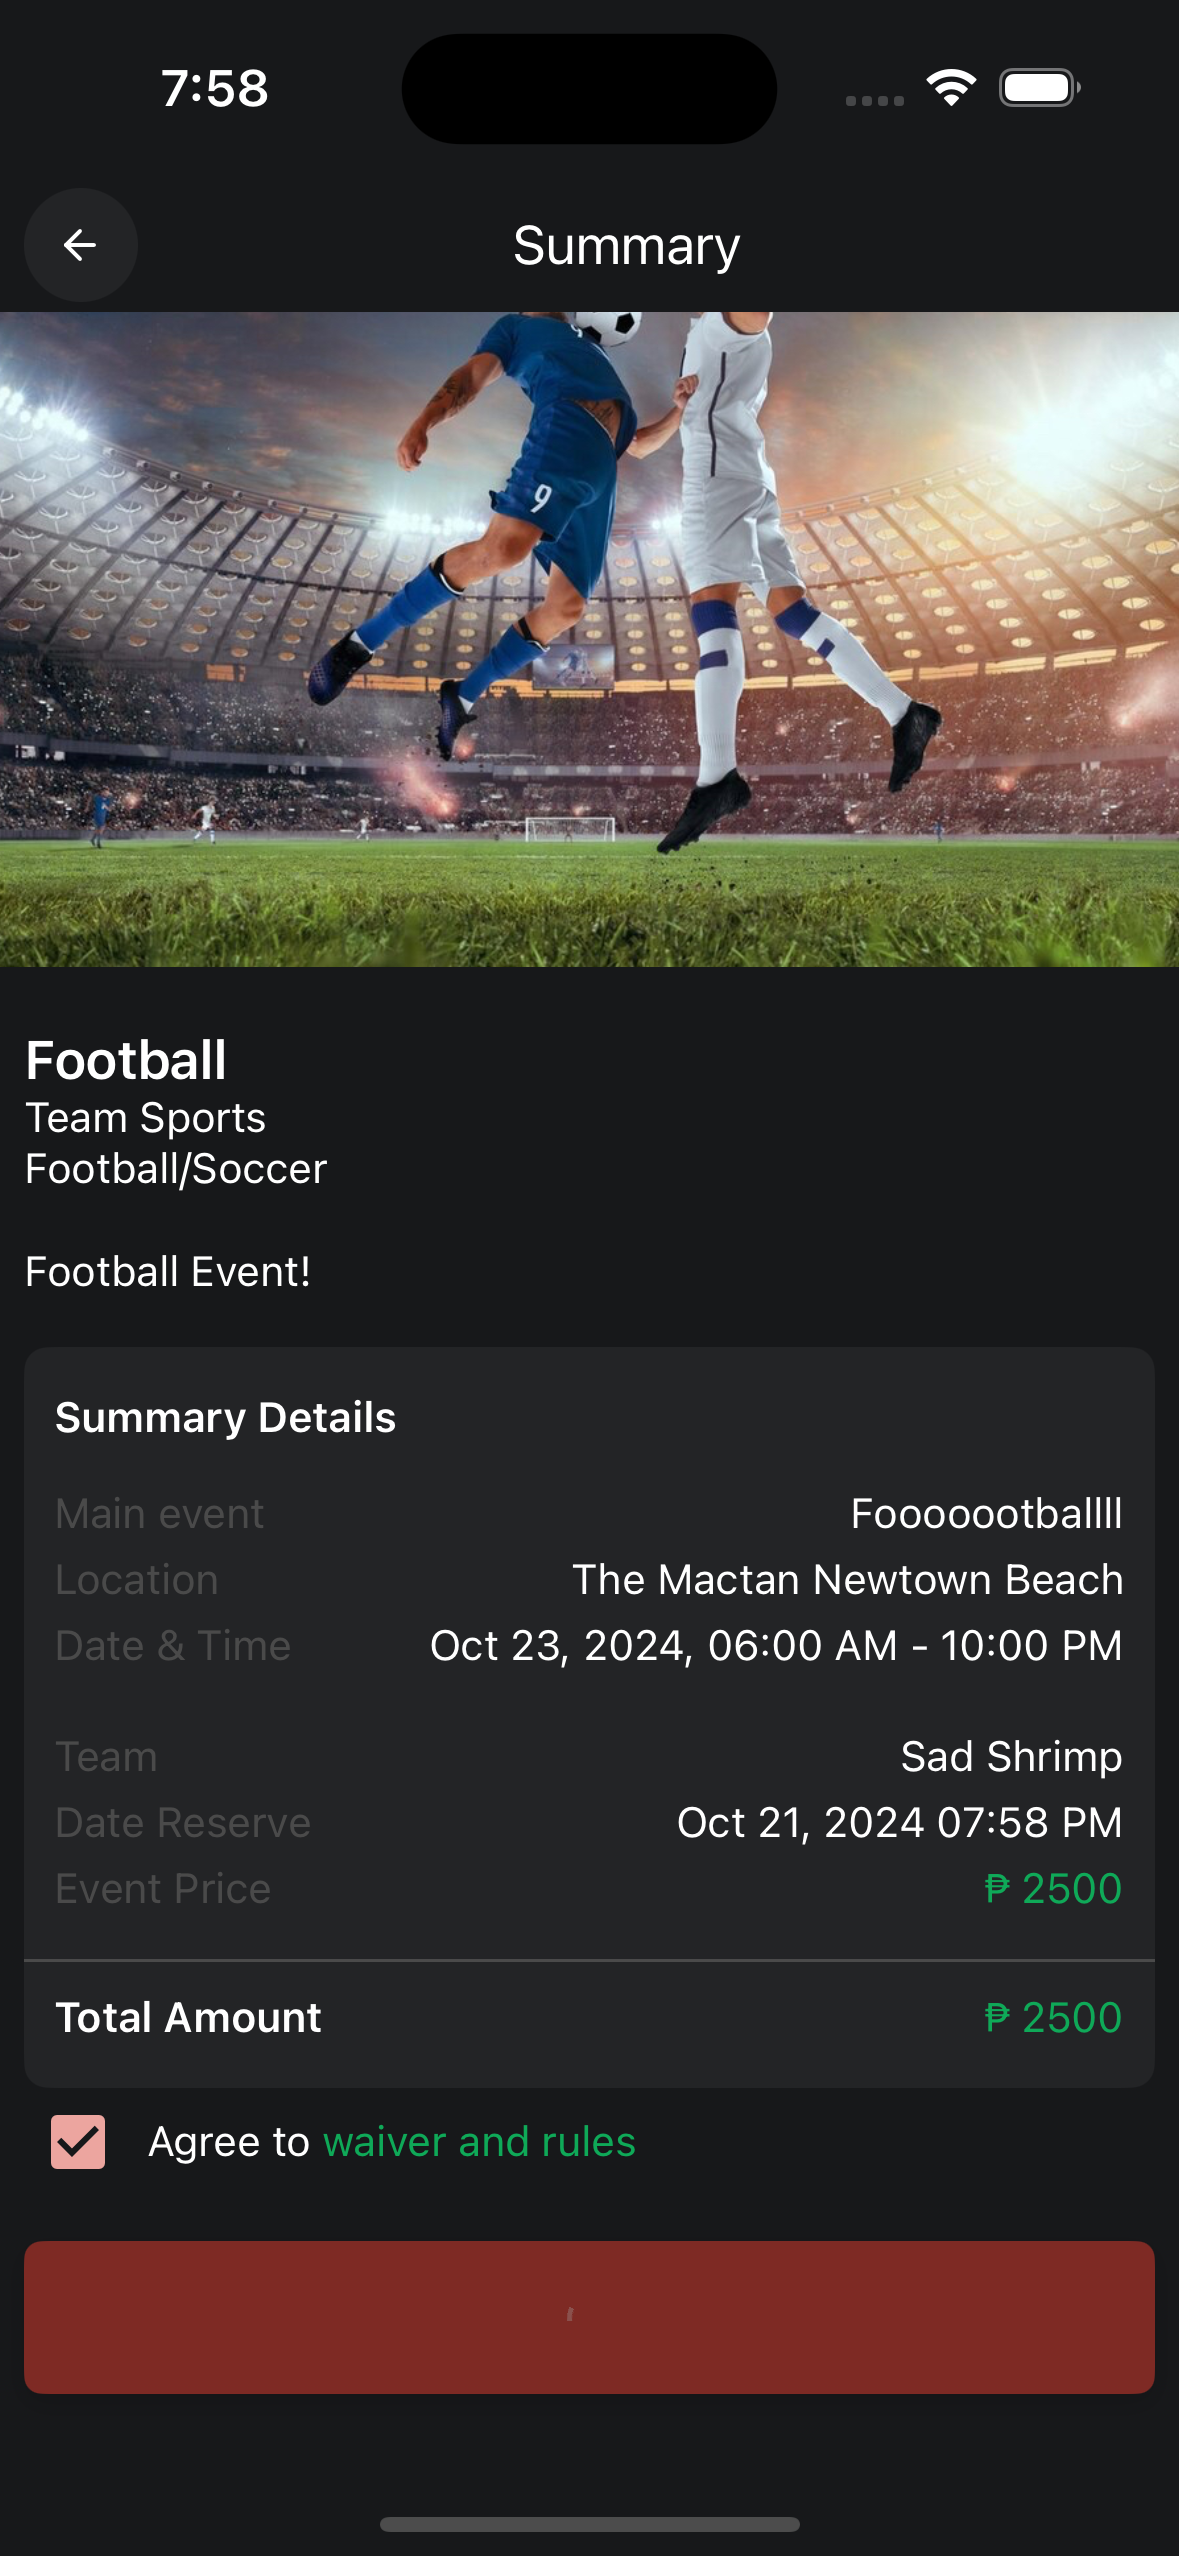 7:58
Summary
9
Football
Team Sports
Football/Soccer
Football Event!
Summary Details
Main event Fooooootballll
Location The Mactan Newtown Beach
Date & Time Oct 23, 2024, 06:00 AM - 10:00 PM
Team Sad Shrimp
Date Reserve Oct 21, 2024 07:58 PM
Event Price ₱ 2500
Total Amount ₱ 2500
Agree to waiver and rules